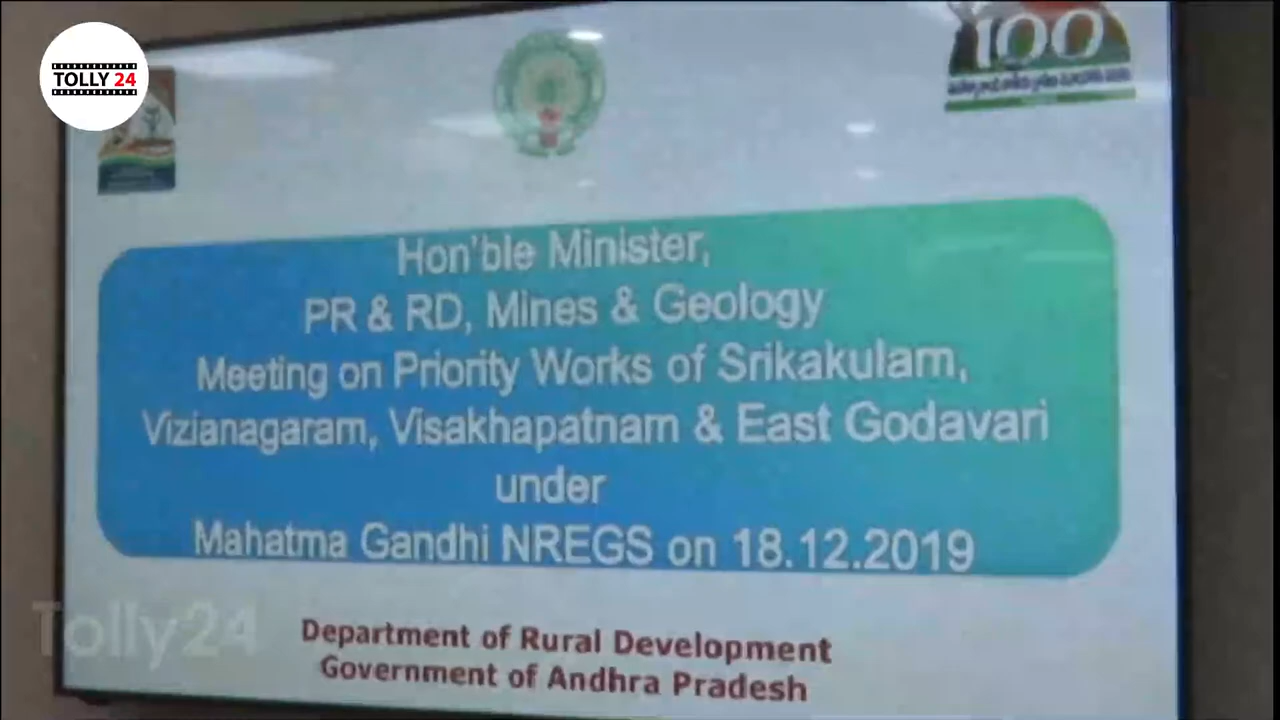 TOLLY 24
100
Hon'ble Minister,
PR & RD, Mines & Geology
Meeting on Priority Works of Srikakulam,
Vizianagaram, Visakhapatnam & East Godavari
under
Mahatma Gandhi NREGS on 18.12.2019
Tolly24
Department of Rural Development
Government of Andhra Pradesh